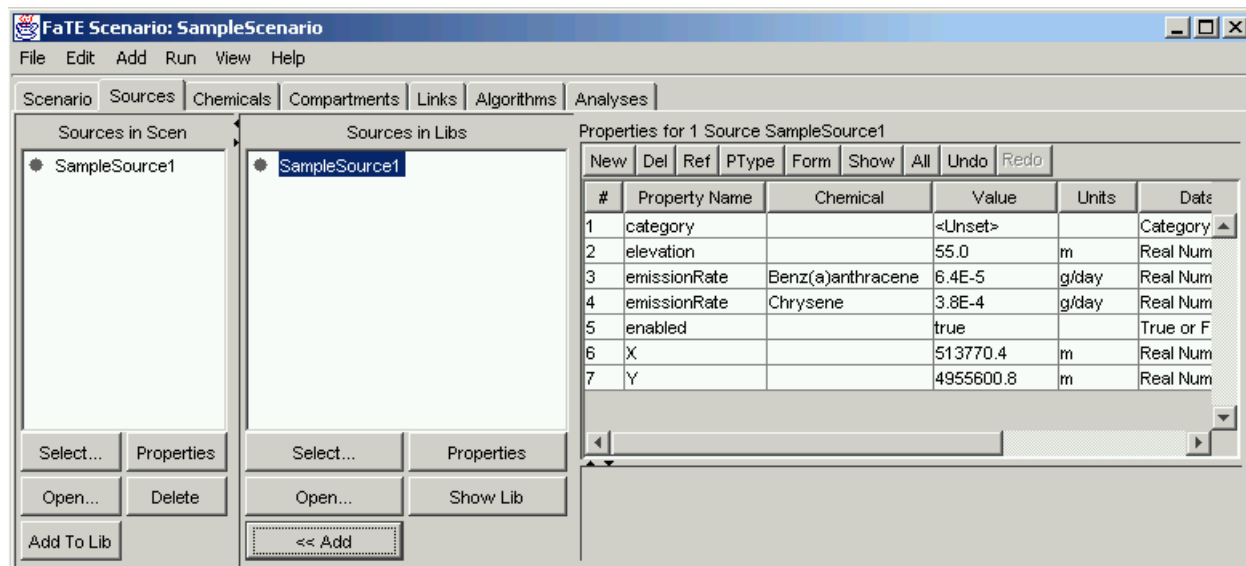 FaTE Scenario: SampleScenario
File Edit Add Run View Help
Scenario Sources Chemicals Compartments Links Algorithms Analyses
Sources in Scen
SampleSource1
Select... Properties
Open... Delete
Add To Lib
Sources in Libs
SampleSource1
Select... Properties
Open... Show Lib
<< Add
Properties for 1 Source SampleSource1
New Del Ref PType Form Show All Undo Redo
# Property Name Chemical Value Units Data
1 category <Unset> Category
2 elevation 55.0 m Real Num
3 emissionRate Benz(a)anthracene 6.4E-5 g/day Real Num
4 emissionRate Chrysene 3.8E-4 g/day Real Num
5 enabled true True or F
6 X 513770.4 m Real Num
7 Y 4955600.8 m Real Num